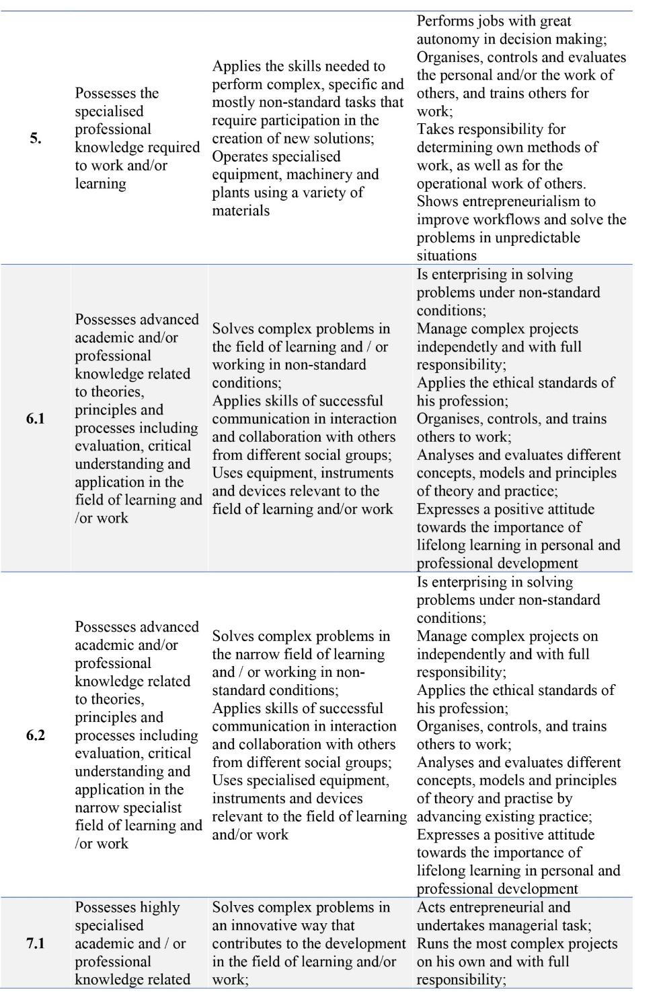 5.
Possesses the
specialised
professional
knowledge required
to work and/or
learning
Applies the skills needed to
perform complex, specific and
mostly non-standard tasks that
require participation in the
creation of new solutions;
Operates specialised
equipment, machinery and
plants using a variety of
materials
Performs jobs with great
autonomy in decision making;
Organises, controls and evaluates
the personal and/or the work of
others, and trains others for
work;
Takes responsibility for
determining own methods of
work, as well as for the
operational work of others.
Shows entrepreneurialism to
improve workflows and solve the
problems in unpredictable
situations
6.1
Possesses advanced
academic and/or
professional
knowledge related
to theories,
principles and
processes including
evaluation, critical
understanding and
application in the
field of learning and
/or work
Solves complex problems in
the field of learning and / or
working in non-standard
conditions;
Applies skills of successful
communication in interaction
and collaboration with others
from different social groups;
Uses equipment, instruments
and devices relevant to the
field of learning and/or work
Is enterprising in solving
problems under non-standard
conditions;
Manage complex projects
independetly and with full
responsibility;
Applies the ethical standards of
his profession;
Organises, controls, and trains
others to work;
Analyses and evaluates different
concepts, models and principles
of theory and practice;
Expresses a positive attitude
towards the importance of
lifelong learning in personal and
professional development
6.2
Possesses advanced
academic and/or
professional
knowledge related
to theories,
principles and
processes including
evaluation, critical
understanding and
application in the
narrow specialist
field of learning and
/or work
Solves complex problems in
the narrow field of learning
and / or working in non-
standard conditions;
Applies skills of successful
communication in interaction
and collaboration with others
from different social groups;
Uses specialised equipment,
instruments and devices
relevant to the field of learning
and/or work
Is enterprising in solving
problems under non-standard
conditions;
Manage complex projects on
independently and with full
responsibility;
Applies the ethical standards of
his profession;
Organises, controls, and trains
others to work;
Analyses and evaluates different
concepts, models and principles
of theory and practise by
advancing existing practice;
Expresses a positive attitude
towards the importance of
lifelong learning in personal and
professional development
7.1
Possesses highly
specialised
academic and / or
professional
knowledge related
Solves complex problems in
an innovative way that
contributes to the development
in the field of learning and/or
work;
Acts entrepreneurial and
undertakes managerial task;
Runs the most complex projects
on his own and with full
responsibility;